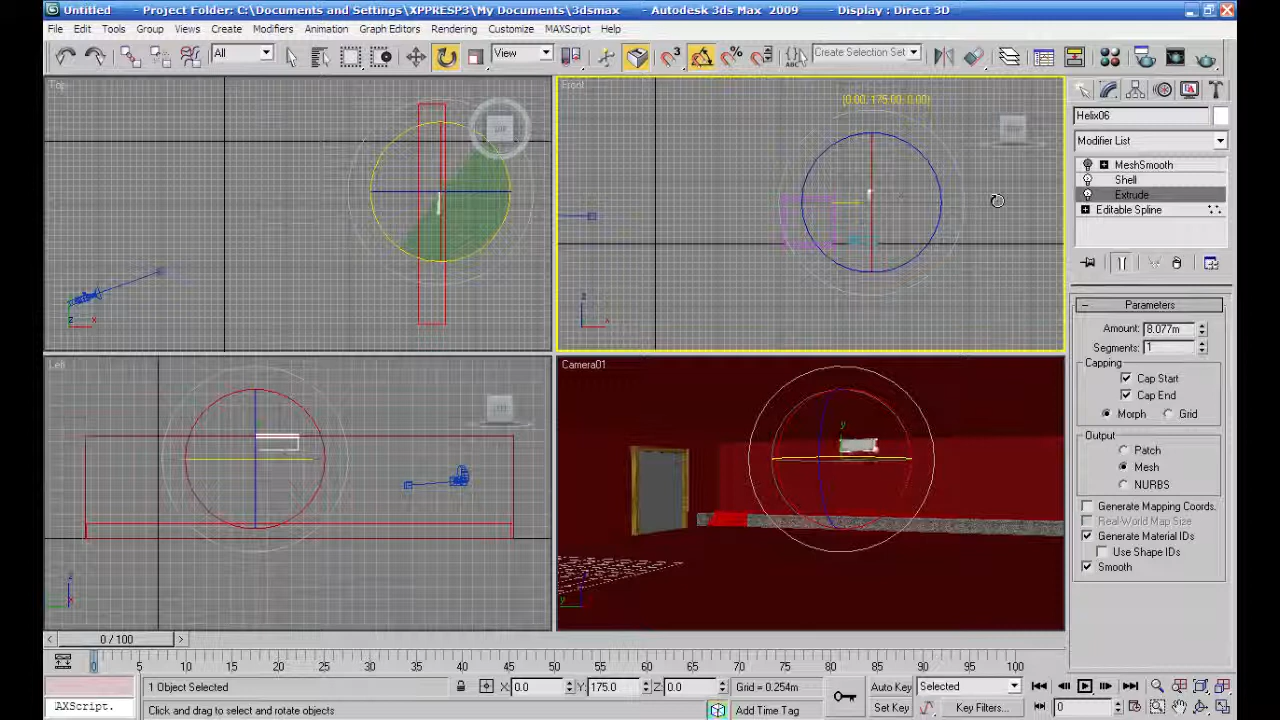 Untitled - Project Folder: C:\Documents and Settings\XPPRESP3\My Documents\3dsmax - Autodesk 3ds Max 2009 - Display : Direct 3D
File Edit Tools Group Views Create Modifiers Animation Graph Editors Rendering Customize MAXScript Help
All View Create Selection Set
Top
Front
(0.00, 175.00, 0.00)
Helix06
Modifier List
MeshSmooth
Shell
Extrude
Editable Spline
Parameters
Amount: 8.077m
Segments: 1
Capping
Cap Start
Cap End
Morph Grid
Output
Patch
Mesh
NURBS
Generate Mapping Coords.
Real-World Map Size
Generate Material IDs
Use Shape IDs
Smooth
Left
Camera01
y
0 / 100
0 5 10 15 20 25 30 35 40 45 50 55 60 65 70 75 80 85 90 95 100
1 Object Selected X: 0.0 Y: 175.0 Z: 0.0 Grid = 0.254m Auto Key Selected
AXScript. Click and drag to select and rotate objects Add Time Tag Set Key Key Filters... 0